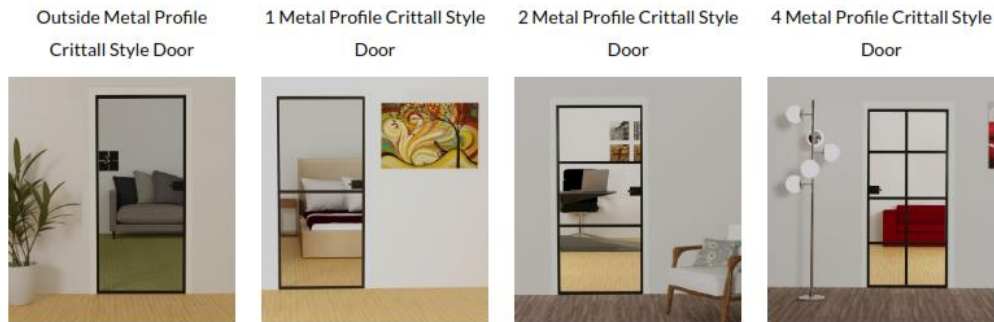 Outside Metal Profile
Crittall Style Door
1 Metal Profile Crittall Style
Door
2 Metal Profile Crittall Style
Door
4 Metal Profile Crittall Style
Door